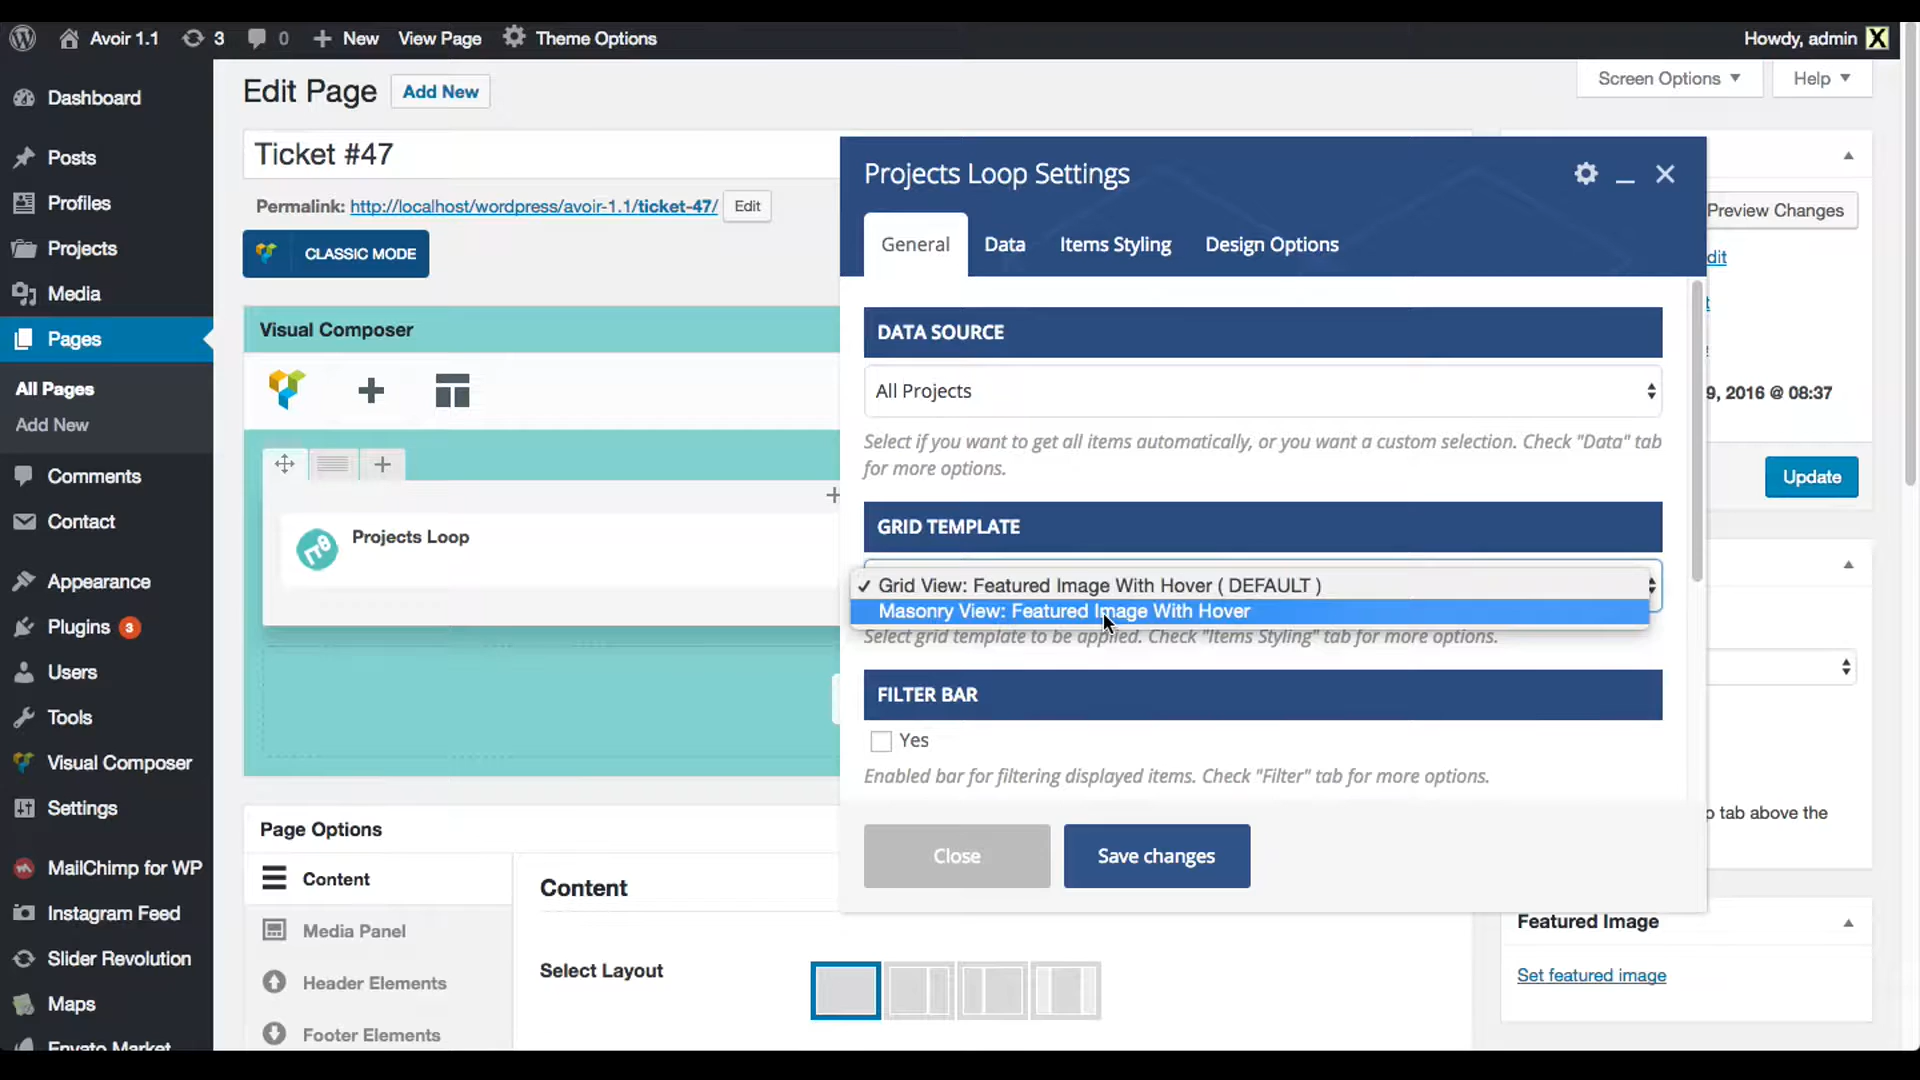 Avoir 1.1
3
0
New
View Page
Theme Options
Howdy, admin
Dashboard
Posts
Profiles
Projects
Media
Pages
All Pages
Add New
Comments
Contact
Appearance
Plugins 3
Users
Tools
Visual Composer
Settings
MailChimp for WP
Instagram Feed
Slider Revolution
Maps
Envato Market
Edit Page
Add New
Screen Options
Help
Ticket #47
Permalink: http://localhost/wordpress/avoir-1.1/ticket-47/
Edit
CLASSIC MODE
Visual Composer
Projects Loop
Page Options
Content
Media Panel
Header Elements
Footer Elements
Content
Select Layout
Projects Loop Settings
General
Data
Items Styling
Design Options
DATA SOURCE
All Projects
Select if you want to get all items automatically, or you want a custom selection. Check "Data" tab
for more options.
GRID TEMPLATE
✓ Grid View: Featured Image With Hover ( DEFAULT )
Masonry View: Featured Image With Hover
Select grid template to be applied. Check "Items Styling" tab for more options.
FILTER BAR
Yes
Enabled bar for filtering displayed items. Check "Filter" tab for more options.
Close
Save changes
Preview Changes
dit
9, 2016 @ 08:37
Update
p tab above the
Featured Image
Set featured image